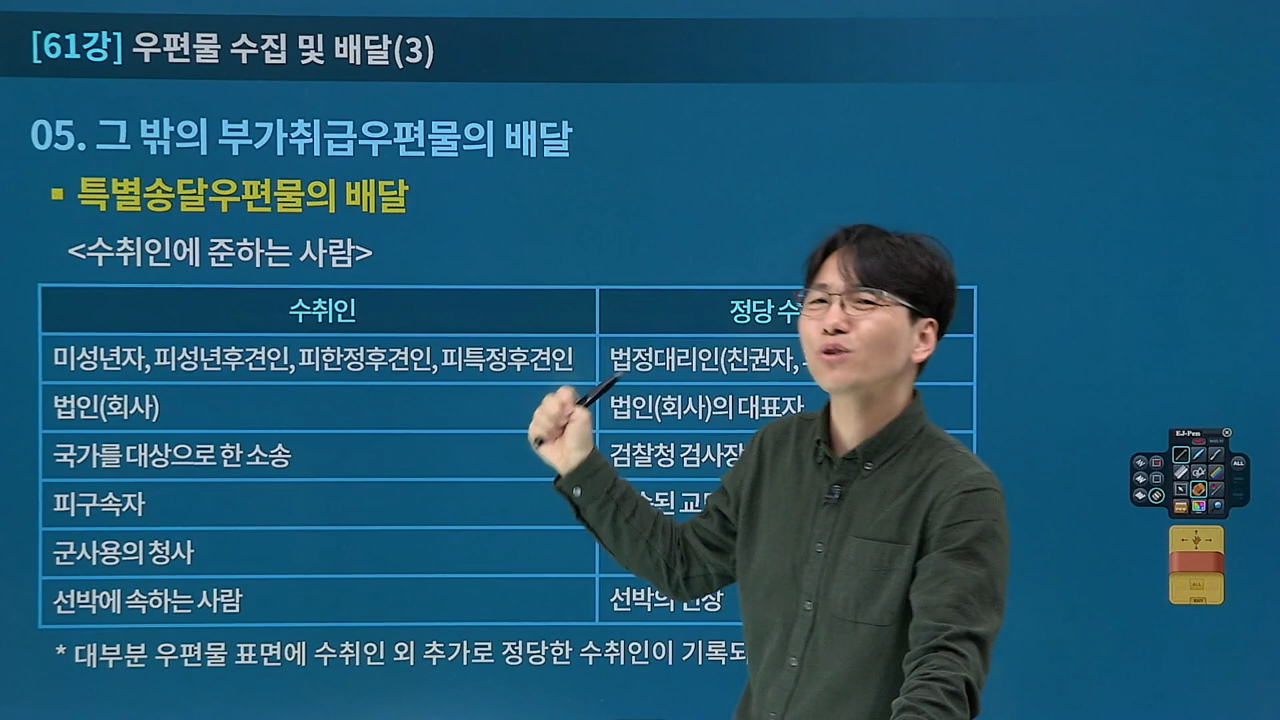 [61강] 우편물 수집 및 배달(3)
05. 그 밖의 부가취급우편물의 배달
▪ 특별송달우편물의 배달
<수취인에 준하는 사람>
수취인
정당
미성년자, 피성년후견인, 피한정후견인, 피특정후견인
법정대리인(친권자,
법인(회사)
법인(회사)의 대표자
국가를 대상으로 한 소송
검찰청 검사장
피구속자
군사용의 청사
선박에 속하는 사람
선박의 선장
* 대부분 우편물 표면에 수취인 외 추가로 정당한 수취인이
EJ-Pen
ALL
ALL
EXIT